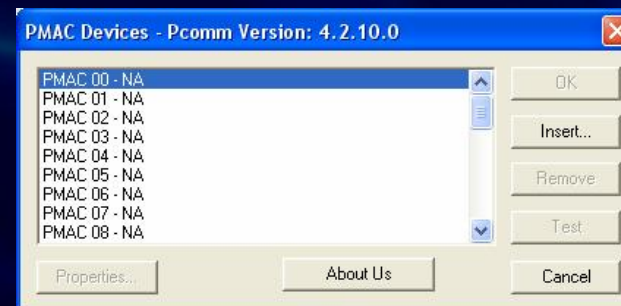 PMAC Devices - Pcomm Version: 4.2.10.0
PMAC 00 - NA
PMAC 01 - NA
PMAC 02 - NA
PMAC 03 - NA
PMAC 04 - NA
PMAC 05 - NA
PMAC 06 - NA
PMAC 07 - NA
PMAC 08 - NA
OK
Insert...
Remove
Test
Properties...
About Us
Cancel